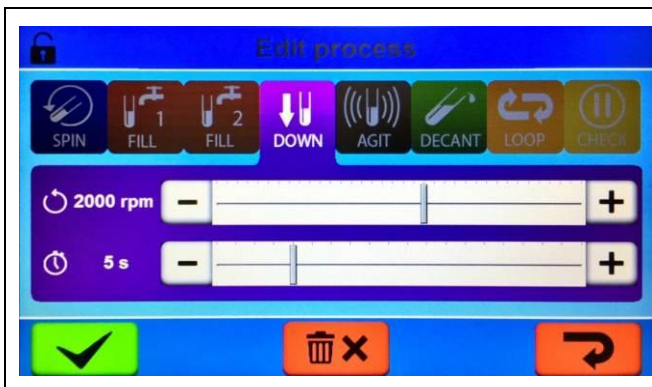 Edit process
SPIN
1
FILL
2
FILL
DOWN
AGIT
DECANT
LOOP
CHECK
2000 rpm
5 s